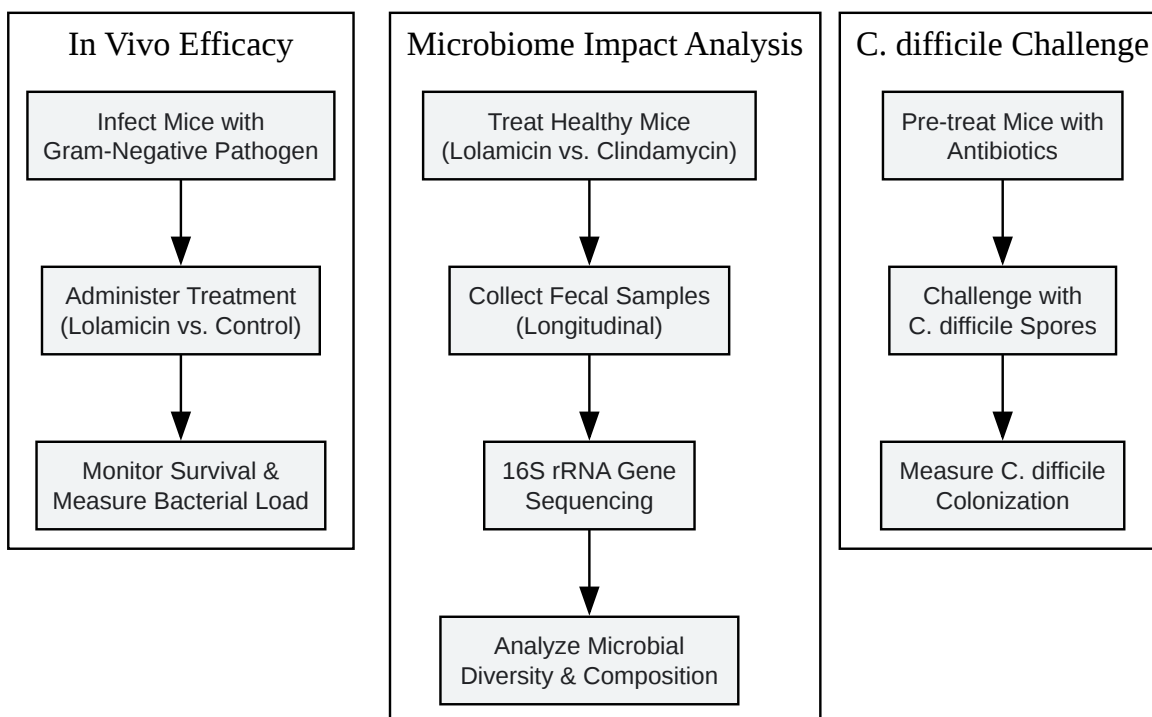 In Vivo Efficacy
Infect Mice with
Gram-Negative Pathogen
Administer Treatment
(Lolamicin vs. Control)
Monitor Survival &
Measure Bacterial Load
Microbiome Impact Analysis
Treat Healthy Mice
(Lolamicin vs. Clindamycin)
Collect Fecal Samples
(Longitudinal)
16S rRNA Gene
Sequencing
Analyze Microbial
Diversity & Composition
C. difficile Challenge
Pre-treat Mice with
Antibiotics
Challenge with
C. difficile Spores
Measure C. difficile
Colonization